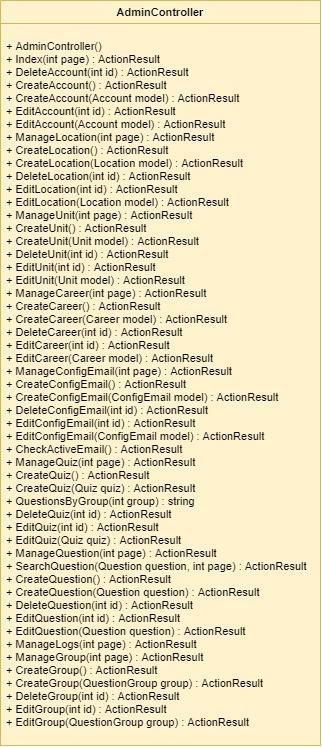 AdminController
+ AdminController()
+ Index(int page) : ActionResult
+ DeleteAccount(int id) : ActionResult
+ CreateAccount() : ActionResult
+ CreateAccount(Account model) : ActionResult
+ EditAccount(int id) : ActionResult
+ EditAccount(Account model) : ActionResult
+ ManageLocation(int page) : ActionResult
+ CreateLocation() : ActionResult
+ CreateLocation(Location model) : ActionResult
+ DeleteLocation(int id) : ActionResult
+ EditLocation(int id) : ActionResult
+ EditLocation(Location model) : ActionResult
+ ManageUnit(int page) : ActionResult
+ CreateUnit() : ActionResult
+ CreateUnit(Unit model) : ActionResult
+ DeleteUnit(int id) : ActionResult
+ EditUnit(int id) : ActionResult
+ EditUnit(Unit model) : ActionResult
+ ManageCareer(int page) : ActionResult
+ CreateCareer() : ActionResult
+ CreateCareer(Career model) : ActionResult
+ DeleteCareer(int id) : ActionResult
+ EditCareer(int id) : ActionResult
+ EditCareer(Career model) : ActionResult
+ ManageConfigEmail(int page) : ActionResult
+ CreateConfigEmail() : ActionResult
+ CreateConfigEmail(ConfigEmail model) : ActionResult
+ DeleteConfigEmail(int id) : ActionResult
+ EditConfigEmail(int id) : ActionResult
+ EditConfigEmail(ConfigEmail model) : ActionResult
+ CheckActiveEmail() : ActionResult
+ ManageQuiz(int page) : ActionResult
+ CreateQuiz() : ActionResult
+ CreateQuiz(Quiz quiz) : ActionResult
+ QuestionsByGroup(int group) : string
+ DeleteQuiz(int id) : ActionResult
+ EditQuiz(int id) : ActionResult
+ EditQuiz(Quiz quiz) : ActionResult
+ ManageQuestion(int page) : ActionResult
+ SearchQuestion(Question question, int page) : ActionResult
+ CreateQuestion() : ActionResult
+ CreateQuestion(Question question) : ActionResult
+ DeleteQuestion(int id) : ActionResult
+ EditQuestion(int id) : ActionResult
+ EditQuestion(Question question) : ActionResult
+ ManageLogs(int page) : ActionResult
+ ManageGroup(int page) : ActionResult
+ CreateGroup() : ActionResult
+ CreateGroup(QuestionGroup group) : ActionResult
+ DeleteGroup(int id) : ActionResult
+ EditGroup(int id) : ActionResult
+ EditGroup(QuestionGroup group) : ActionResult